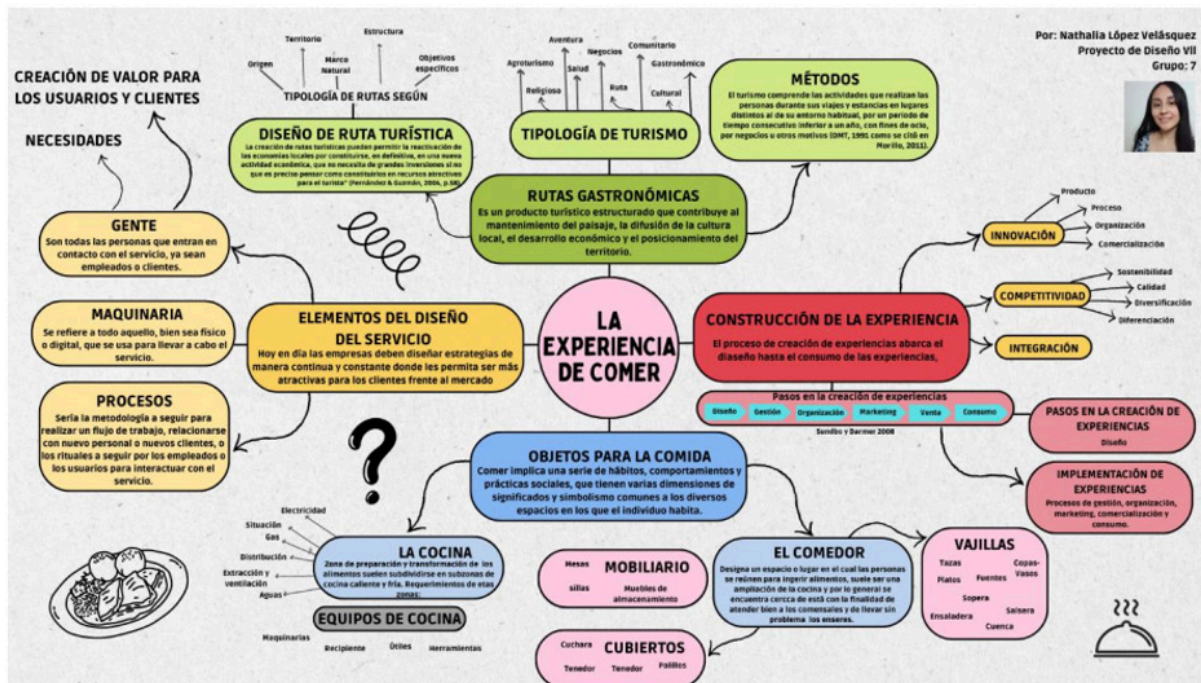 Por: Nathalia López Velásquez
Proyecto de Diseño VII
Grupo: 7
CREACIÓN DE VALOR PARA
LOS USUARIOS Y CLIENTES
NECESIDADES
GENTE
Son todas las personas que entran en
contacto con el servicio, ya sean
empleados o clientes.
MAQUINARIA
Se refiere a todo aquello, bien sea físico
o digital, que se usa para llevar a cabo el
servicio.
PROCESOS
Sería la metodología a seguir para
realizar un flujo de trabajo, relacionarse
con nuevo personal o nuevos clientes, o
los rituales a seguir por los empleados o
los usuarios para interactuar con el
servicio.
ELEMENTOS DEL DISEÑO
DEL SERVICIO
Hoy en día las empresas deben diseñar estrategias de
manera continua y constante donde les permita ser más
atractivas para los clientes frente al mercado
Origen
Territorio
Marco
Natural
Estructura
Objetivos
específicos
TIPOLOGÍA DE RUTAS SEGÚN
DISEÑO DE RUTA TURÍSTICA
La creación de rutas turísticas pueden permitir la reactivación de
las economías locales por constituirse, en definitiva, en una nueva
actividad económica, que no necesita de grandes inversiones si no
que es preciso pensar como constituirlos en recursos atractivos
para el turista" (Fernández & Guzmán, 2004, p.58).
Agroturismo
Religioso
Aventura
Salud
Negocios
Ruta
Comunitario
Cultural
Gastronómico
TIPOLOGÍA DE TURISMO
MÉTODOS
El turismo comprende las actividades que realizan las
personas durante sus viajes y estancias en lugares
distintos al de su entorno habitual, por un periodo de
tiempo consecutivo inferior a un año, con fines de ocio,
por negocios u otros motivos (OMT, 1991 como se citó en
Morillo, 2011).
RUTAS GASTRONÓMICAS
Es un producto turístico estructurado que contribuye al
mantenimiento del paisaje, la difusión de la cultura
local, el desarrollo económico y el posicionamiento del
territorio.
LA
EXPERIENCIA
DE COMER
CONSTRUCCIÓN DE LA EXPERIENCIA
El proceso de creación de experiencias abarca el
diaseño hasta el consumo de las experiencias,
INNOVACIÓN
Producto
Proceso
Organización
Comercialización
COMPETITIVIDAD
Sostenibilidad
Calidad
Diversificación
Diferenciación
INTEGRACIÓN
Pasos en la creación de experiencias
Diseño Gestión Organización Marketing Venta Consumo
Sundbo y Darmer 2008
PASOS EN LA CREACIÓN DE
EXPERIENCIAS
Diseño
IMPLEMENTACIÓN DE
EXPERIENCIAS
Procesos de gestión, organización,
marketing, comercialización y
consumo.
OBJETOS PARA LA COMIDA
Comer implica una serie de hábitos, comportamientos y
prácticas sociales, que tienen varias dimensiones de
significados y simbolismo comunes a los diversos
espacios en los que el individuo habita.
?
Electricidad
Situación
Gas
Distribución
Extracción y
ventilación
Aguas
LA COCINA
Zona de preparación y transformación de los
alimentos suelen subdividirse en subzonas de
cocina caliente y fría. Requerimientos de etas
zonas:
EQUIPOS DE COCINA
Maquinarias
Recipiente
Útiles
Herramientas
MOBILIARIO
Mesas
sillas
Muebles de
almacenamiento
CUBIERTOS
Cuchara
Tenedor
Tenedor
Palillos
EL COMEDOR
Designa un espacio o lugar en el cual las personas
se reúnen para ingerir alimentos, suele ser una
ampliación de la cocina y por lo general se
encuentra cercca de está con la finalidad de
atender bien a los comensales y de llevar sin
problema los enseres.
VAJILLAS
Tazas
Copas-
Vasos
Platos
Fuentes
Sopera
Ensaladera
Salsera
Cuenca